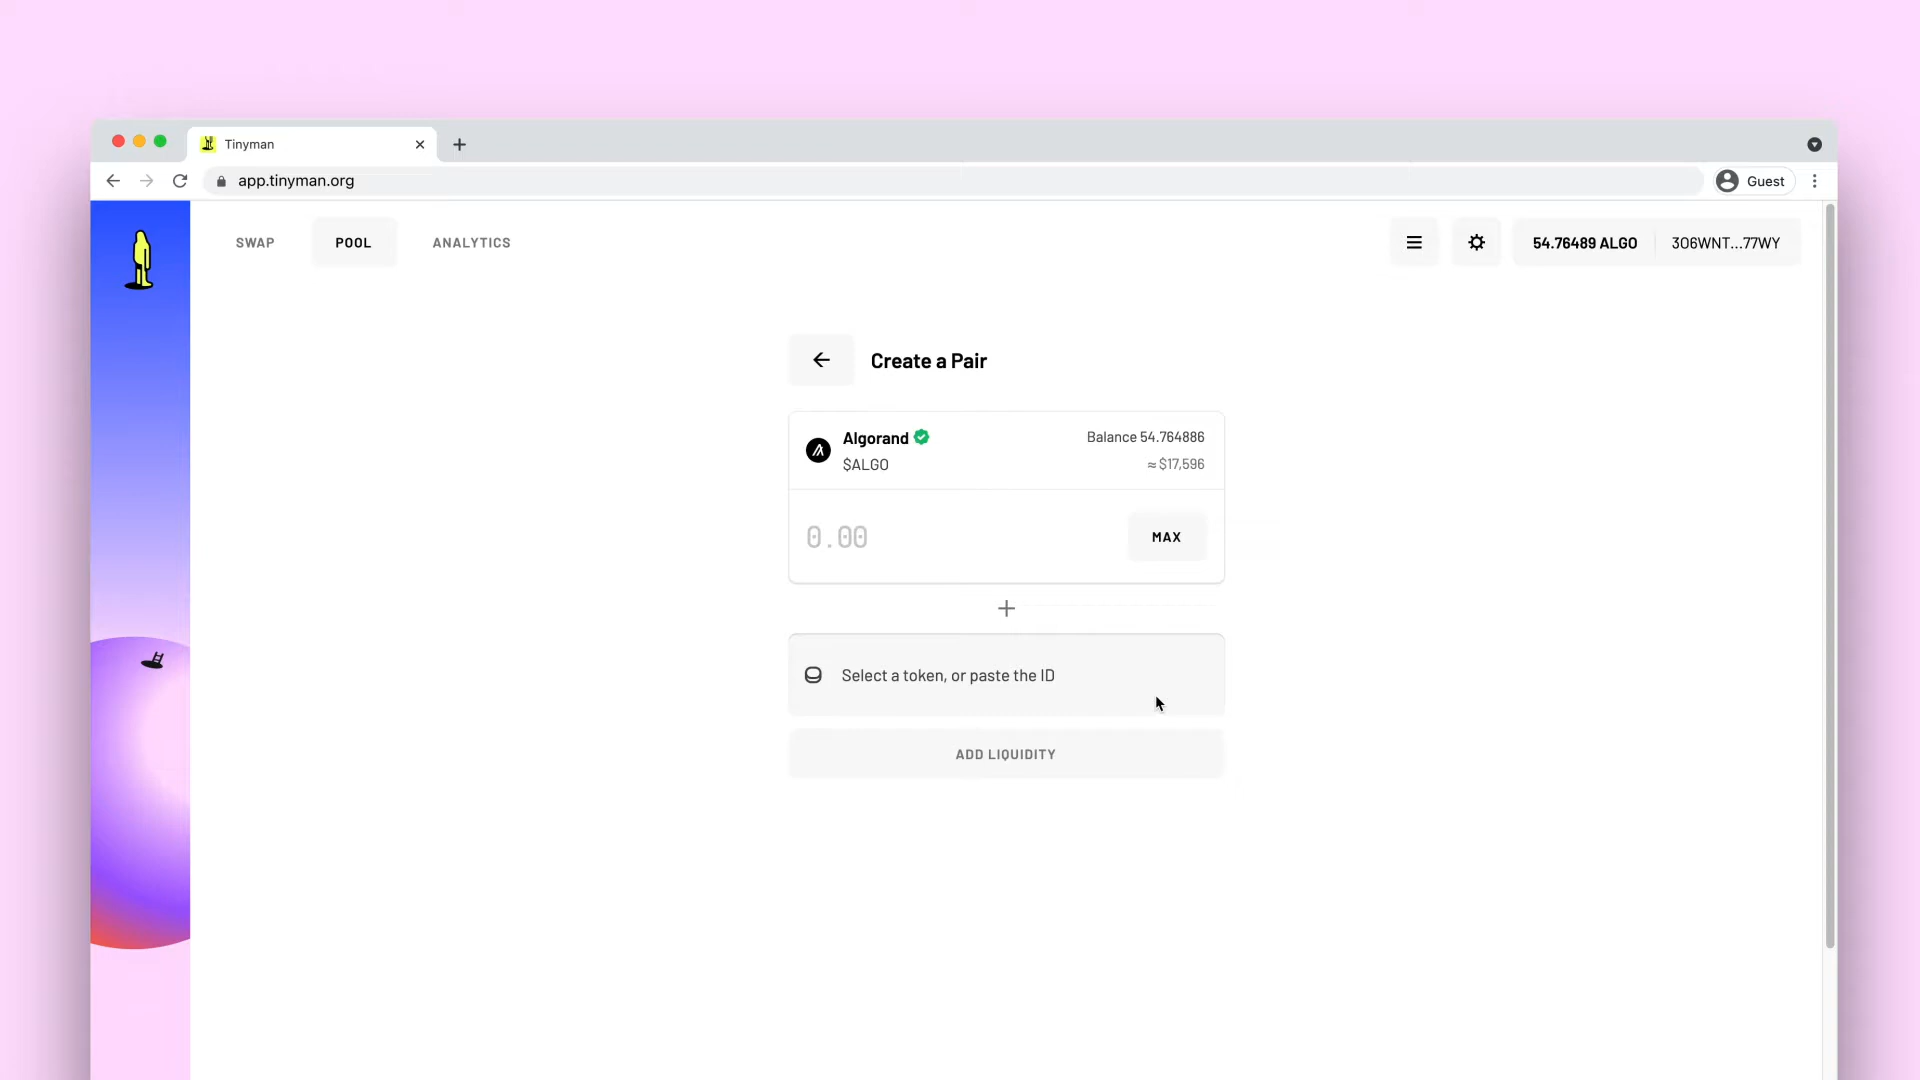 Tinyman
app.tinyman.org
Guest
SWAP
POOL
ANALYTICS
54.76489 ALGO
3O6WNT...77WY
Create a Pair
Algorand
Balance 54.764886
$ALGO
≈ $17,596
0.00
MAX
Select a token, or paste the ID
ADD LIQUIDITY